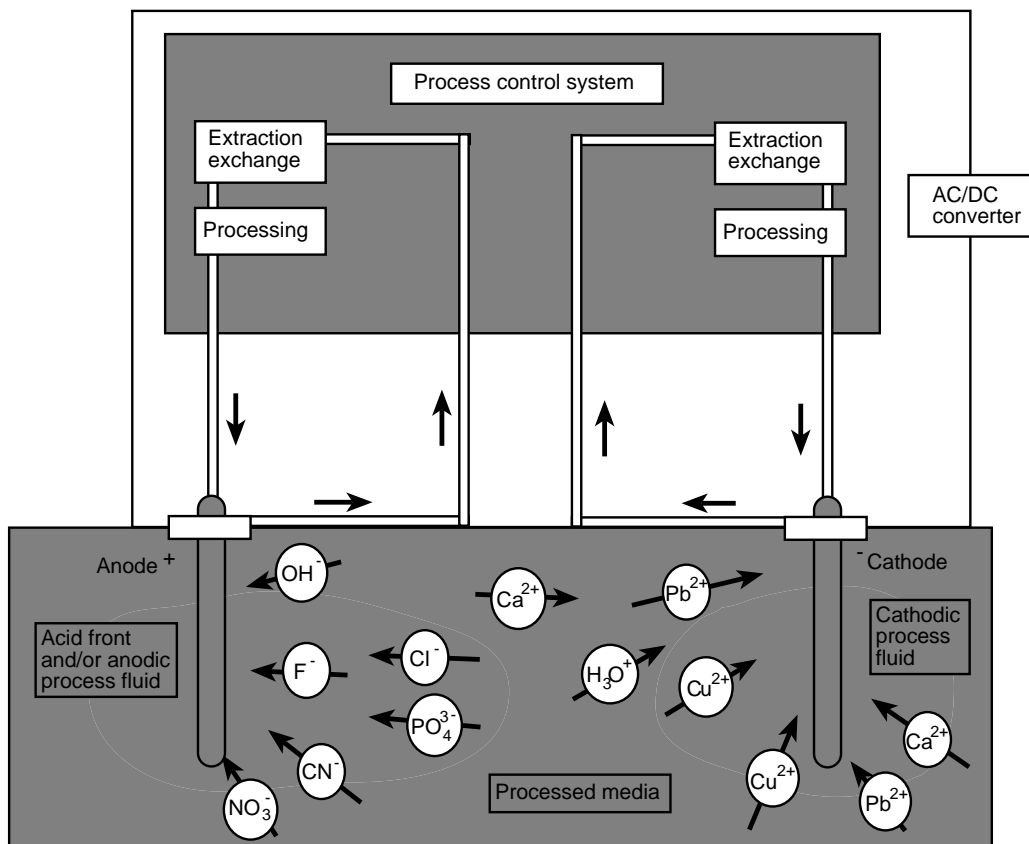 Process control system
Extraction
exchange
Extraction
exchange
AC/DC
converter
Processing
Processing
Anode +
- Cathode
OH-
Ca2+
Pb2+
Acid front
and/or anodic
process fluid
Cathodic
process
fluid
F-
Cl-
H3O+
Cu2+
PO43-
Ca2+
CN-
Cu2+
NO3-
Pb2+
Processed media